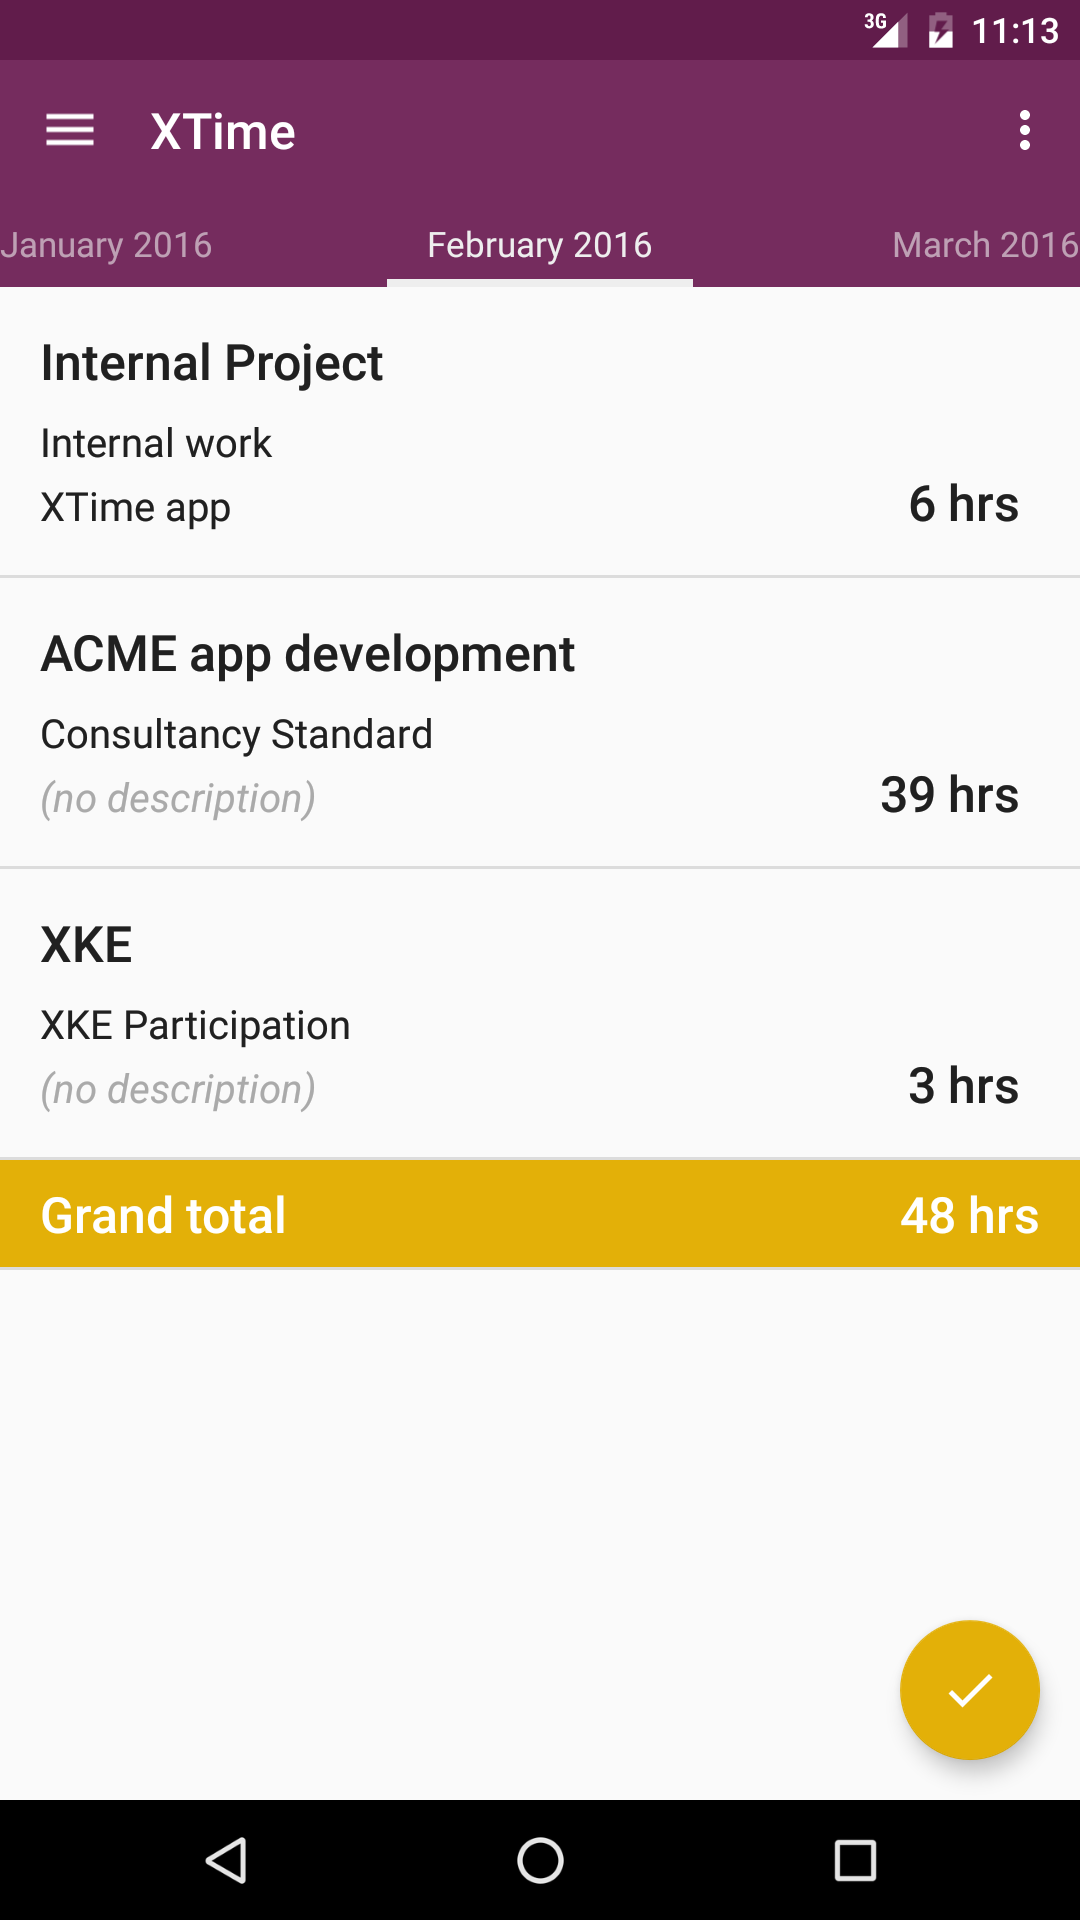 3G 11:13
XTime
January 2016 February 2016 March 2016
Internal Project
Internal work
XTime app 6 hrs
ACME app development
Consultancy Standard
(no description) 39 hrs
XKE
XKE Participation
(no description) 3 hrs
Grand total 48 hrs